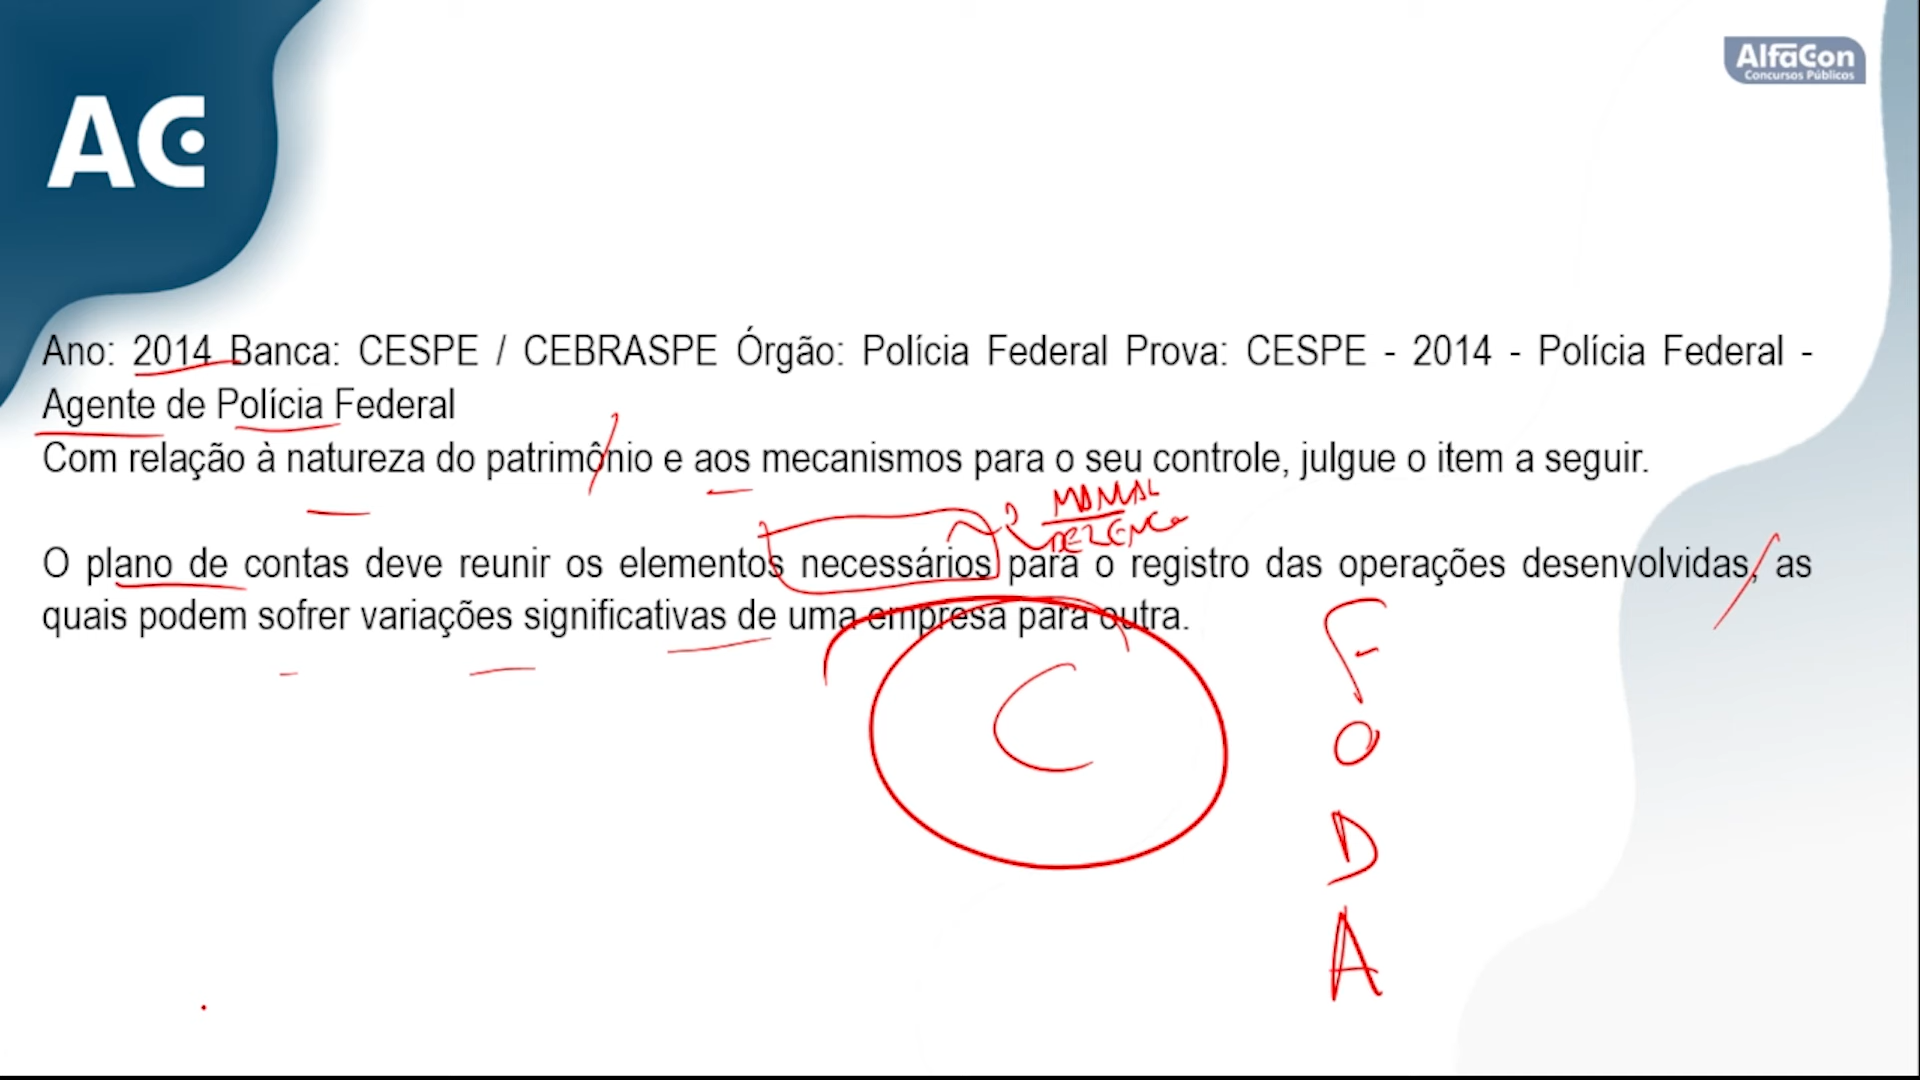 AC
AlfaCon
Concursos Públicos
Ano: 2014 Banca: CESPE / CEBRASPE Órgão: Polícia Federal Prova: CESPE - 2014 - Polícia Federal -
Agente de Polícia Federal
Com relação à natureza do patrimônio e aos mecanismos para o seu controle, julgue o item a seguir.
O plano de contas deve reunir os elementos necessários para o registro das operações desenvolvidas, as
quais podem sofrer variações significativas de uma empresa para outra.
C
F
O
D
A